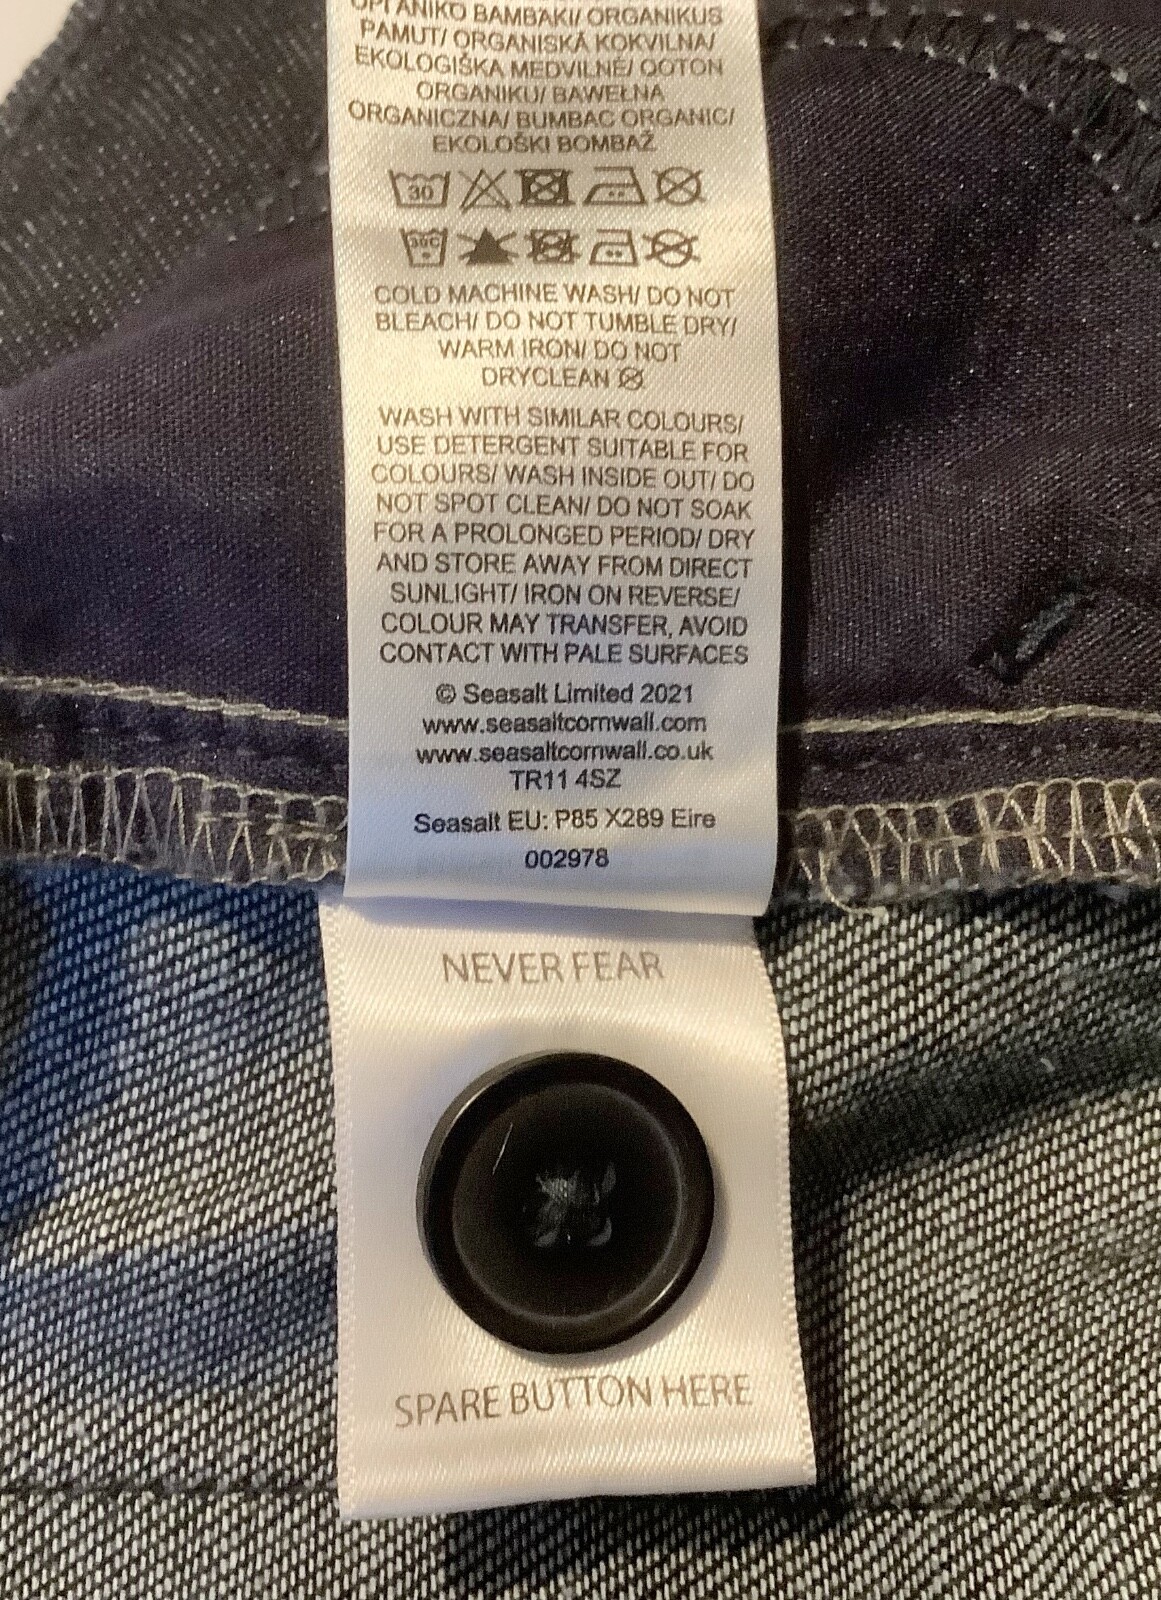 ΟΡΓΑΝΙΚΟ BAMBAKI/ ORGANIKUS
PAMUT/ ORGANISKĀ KOKVILNA/
EKOLOGIŠKA MEDVILNĖ/ QOTON
ORGANIKU/ BAWEŁNA
ORGANICZNA/ BUMBAC ORGANIC/
EKOLOŠKI BOMBAŽ
30
30C
COLD MACHINE WASH/ DO NOT
BLEACH/ DO NOT TUMBLE DRY/
WARM IRON/ DO NOT
DRYCLEAN
WASH WITH SIMILAR COLOURS/
USE DETERGENT SUITABLE FOR
COLOURS/ WASH INSIDE OUT/ DO
NOT SPOT CLEAN/ DO NOT SOAK
FOR A PROLONGED PERIOD/ DRY
AND STORE AWAY FROM DIRECT
SUNLIGHT/ IRON ON REVERSE/
COLOUR MAY TRANSFER, AVOID
CONTACT WITH PALE SURFACES
© Seasalt Limited 2021
www.seasaltcornwall.com
www.seasaltcornwall.co.uk
TR11 4SZ
Seasalt EU: P85 X289 Eire
002978
NEVER FEAR
SPARE BUTTON HERE